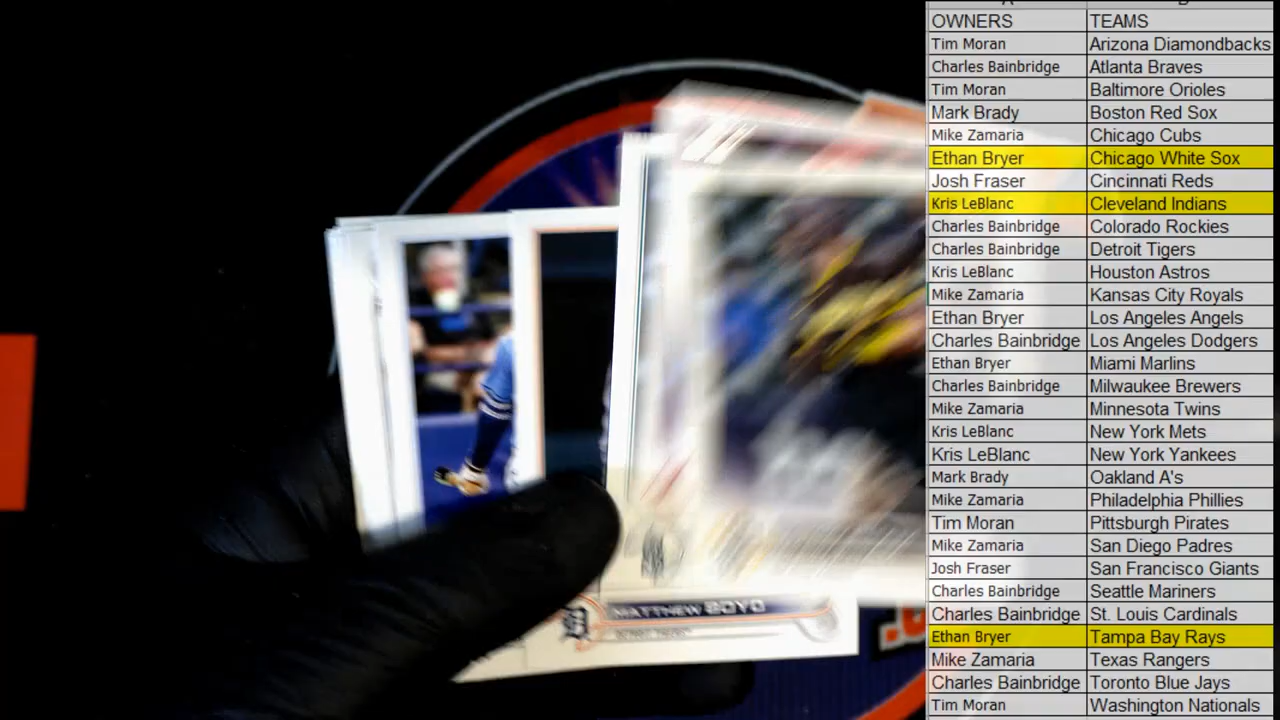 OWNERS TEAMS
Tim Moran Arizona Diamondbacks
Charles Bainbridge Atlanta Braves
Tim Moran Baltimore Orioles
Mark Brady Boston Red Sox
Mike Zamaria Chicago Cubs
Ethan Bryer Chicago White Sox
Josh Fraser Cincinnati Reds
Kris LeBlanc Cleveland Indians
Charles Bainbridge Colorado Rockies
Charles Bainbridge Detroit Tigers
Kris LeBlanc Houston Astros
Mike Zamaria Kansas City Royals
Ethan Bryer Los Angeles Angels
Charles Bainbridge Los Angeles Dodgers
Ethan Bryer Miami Marlins
Charles Bainbridge Milwaukee Brewers
Mike Zamaria Minnesota Twins
Kris LeBlanc New York Mets
Kris LeBlanc New York Yankees
Mark Brady Oakland A's
Mike Zamaria Philadelphia Phillies
Tim Moran Pittsburgh Pirates
Mike Zamaria San Diego Padres
Josh Fraser San Francisco Giants
Charles Bainbridge Seattle Mariners
Charles Bainbridge St. Louis Cardinals
Ethan Bryer Tampa Bay Rays
Mike Zamaria Texas Rangers
Charles Bainbridge Toronto Blue Jays
Tim Moran Washington Nationals
MATTHEW BOYD